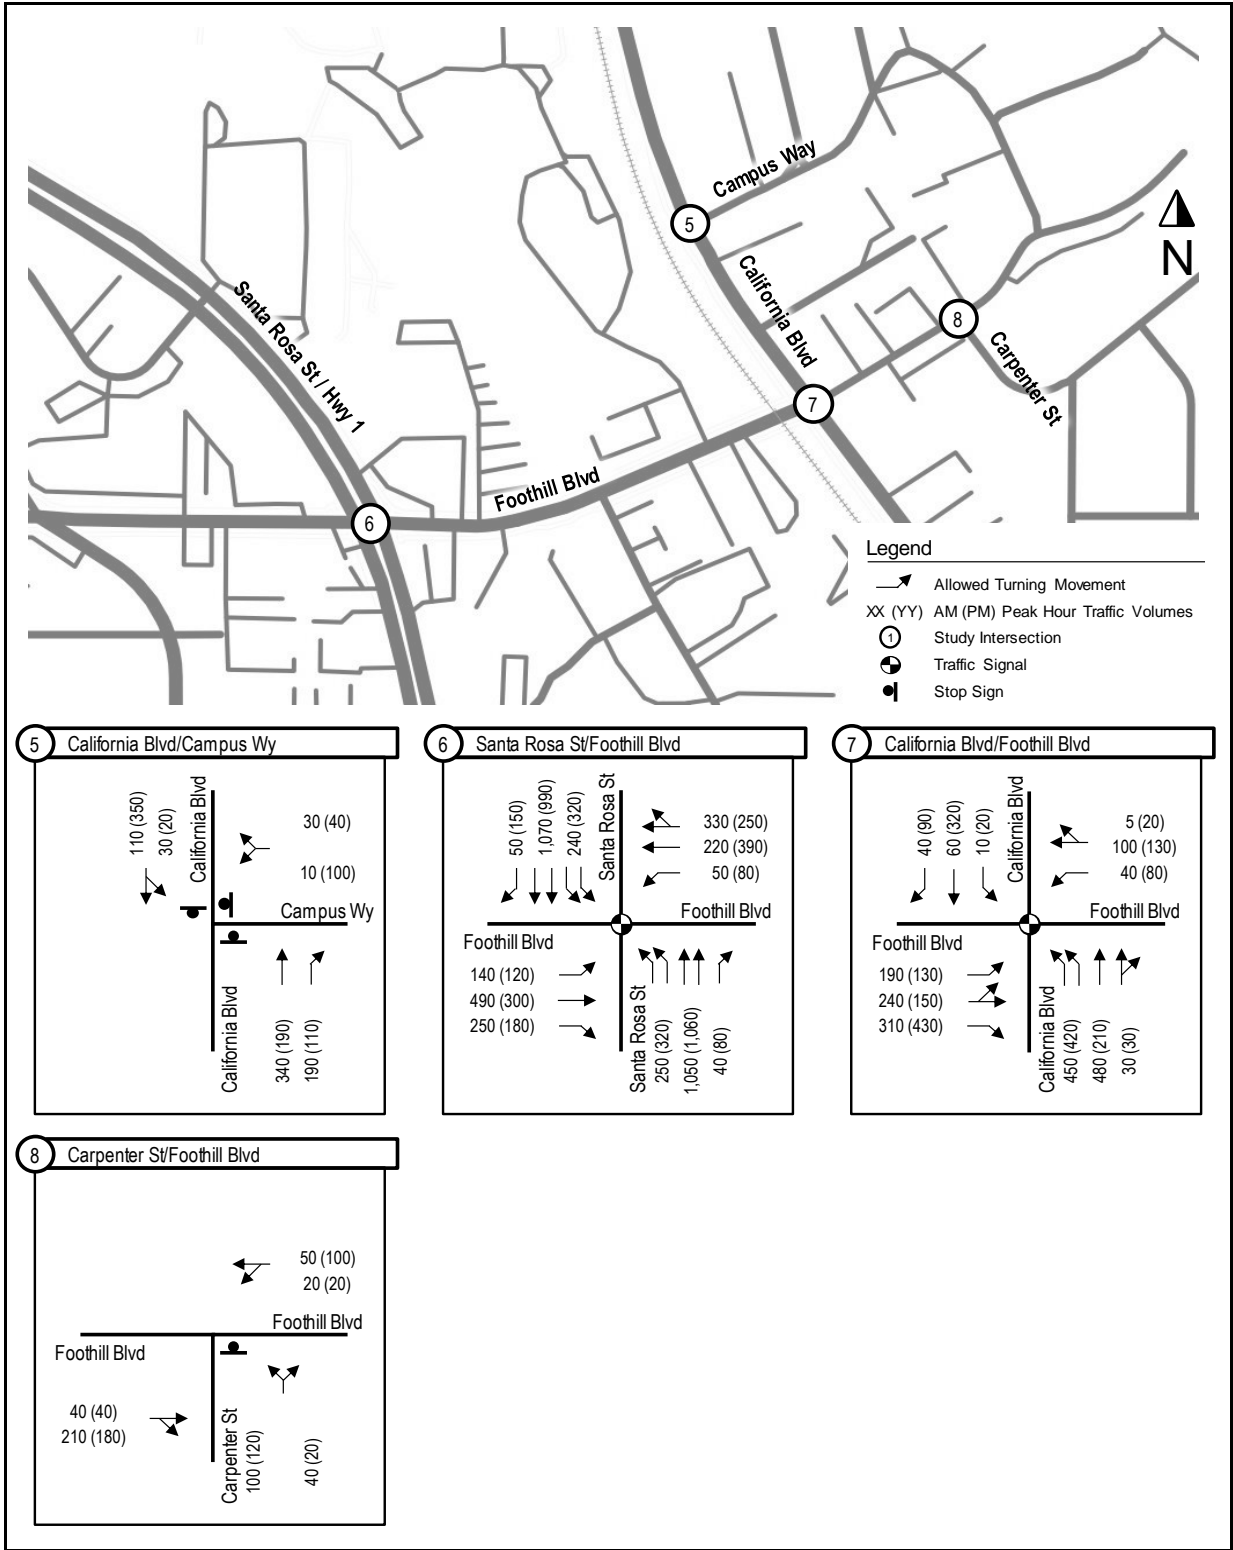 Campus Way
5
N
California Blvd
Santa Rosa St / Hwy 1
8
Carpenter St
7
Foothill Blvd
6
Legend
Allowed Turning Movement
XX (YY) AM (PM) Peak Hour Traffic Volumes
1 Study Intersection
Traffic Signal
Stop Sign
5 California Blvd/Campus Wy
110 (350)
30 (20)
California Blvd
30 (40)
10 (100)
Campus Wy
California Blvd
340 (190)
190 (110)
6 Santa Rosa St/Foothill Blvd
50 (150)
1,070 (990)
240 (320)
Santa Rosa St
330 (250)
220 (390)
50 (80)
Foothill Blvd
Foothill Blvd
140 (120)
490 (300)
250 (180)
Santa Rosa St
250 (320)
1,050 (1,060)
40 (80)
7 California Blvd/Foothill Blvd
40 (90)
60 (320)
10 (20)
California Blvd
5 (20)
100 (130)
40 (80)
Foothill Blvd
Foothill Blvd
190 (130)
240 (150)
310 (430)
California Blvd
450 (420)
480 (210)
30 (30)
8 Carpenter St/Foothill Blvd
50 (100)
20 (20)
Foothill Blvd
Foothill Blvd
40 (40)
210 (180)
Carpenter St
100 (120)
40 (20)